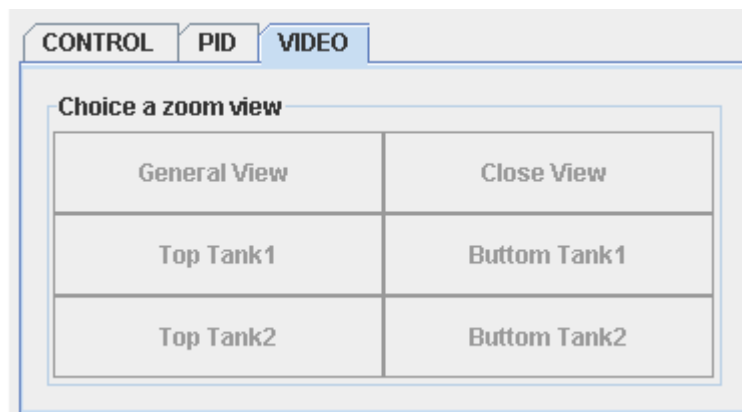 CONTROL PID VIDEO
Choice a zoom view
General View Close View
Top Tank1 Buttom Tank1
Top Tank2 Buttom Tank2